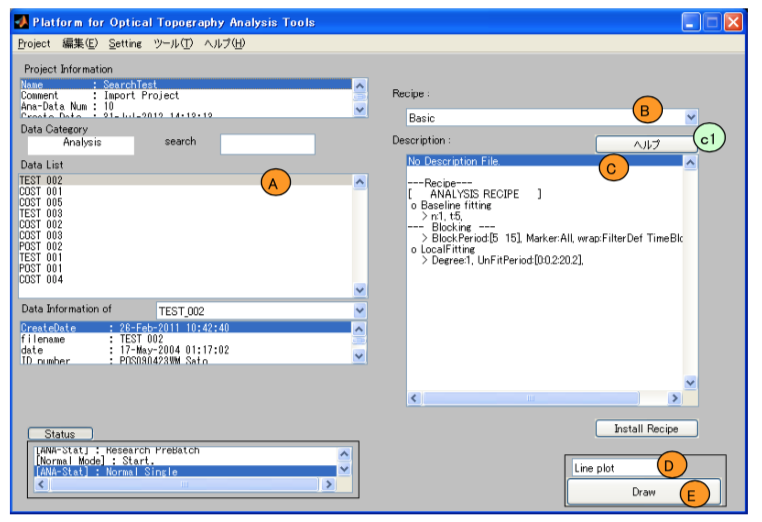 Platform for Optical Topography Analysis Tools
Project 編集(E) Setting ツール(T) ヘルプ(H)
Project Information
Name : SearchTest
Comment : Import Project
Ana-Data Num : 10
Create Date : 31-Jul-2012 14:13:13
Data Category
Analysis
search
Data List
A
TEST 002
COST 001
COST 005
TEST 003
COST 002
COST 003
POST 002
TEST 001
POST 001
COST 004
Data Information of
TEST_002
CreateDate : 26-Feb-2011 10:42:40
filename : TEST 002
date : 17-May-2004 01:17:02
ID number : POS090423WM Sato
Status
[ANA-Stat] : Research PreBatch
[Normal Mode] : Start.
[ANA-Stat] : Normal Single
Recipe :
B
Basic
Description :
ヘルプ
c1
C
No Description File.
---Recipe---
[ ANALYSIS RECIPE ]
o Baseline fitting
> n:1, t:5,
--- Blocking ---
> BlockPeriod:[5 15], Marker:All, wrap:FilterDef TimeBlo
o LocalFitting
> Degree:1, UnFitPeriod:[0:0.2:20.2],
Install Recipe
Line plot
D
Draw
E